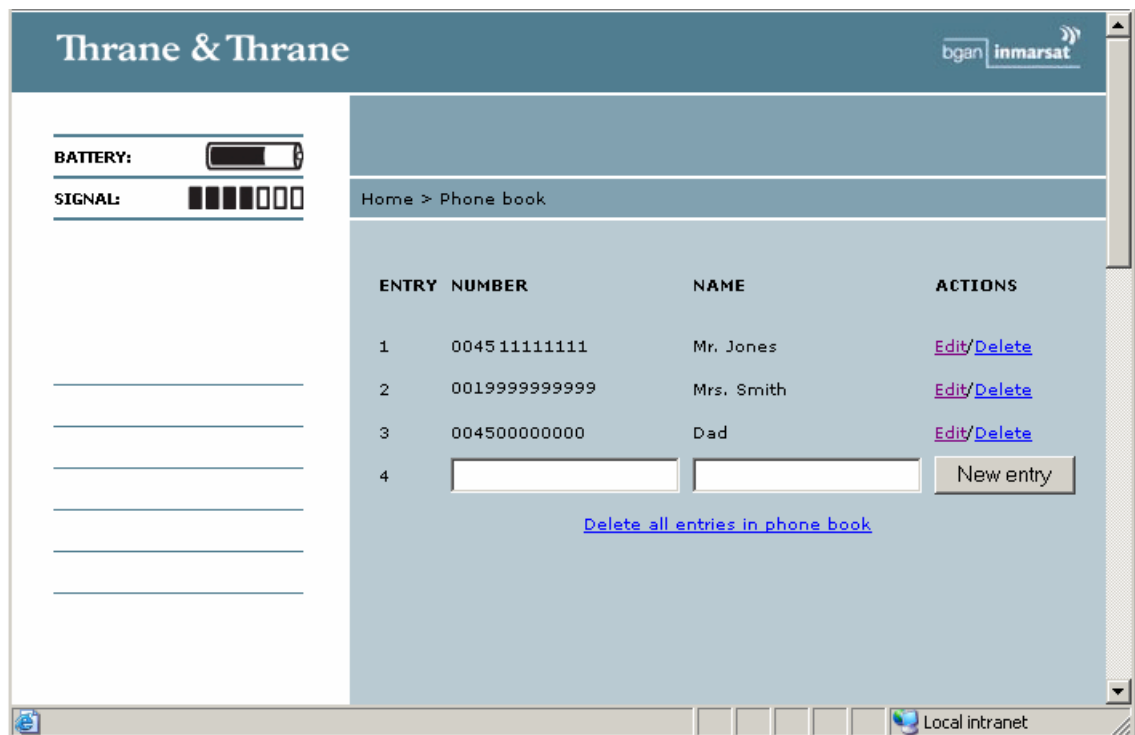 Thrane & Thrane
bgan inmarsat
BATTERY:
SIGNAL:
Home > Phone book
ENTRY NUMBER NAME ACTIONS
1 004511111111 Mr. Jones Edit/Delete
2 0019999999999 Mrs. Smith Edit/Delete
3 004500000000 Dad Edit/Delete
4 New entry
Delete all entries in phone book
Local intranet